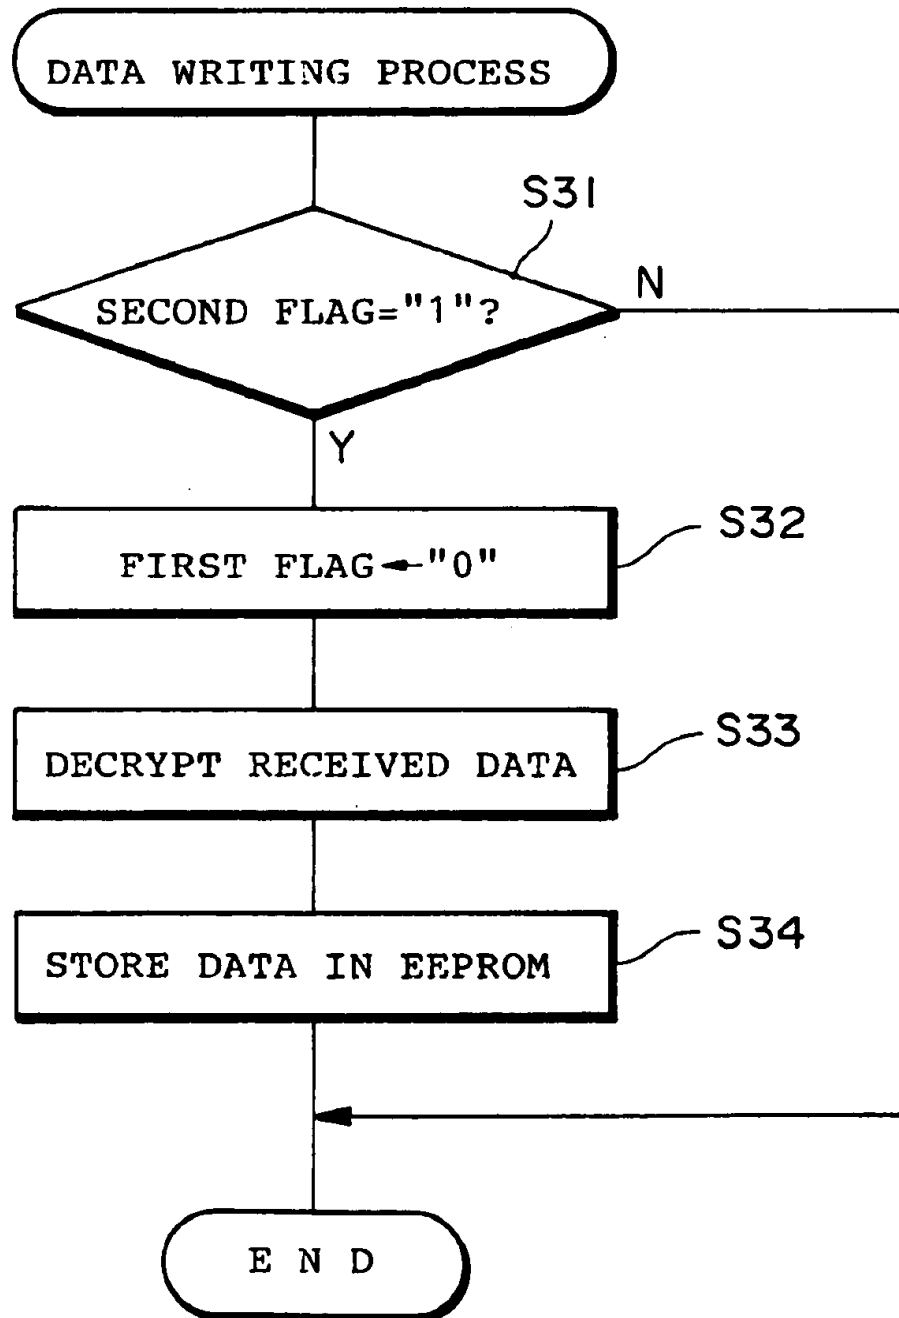 DATA WRITING PROCESS
S31
SECOND FLAG="1"?
N
Y
FIRST FLAG←"0"
S32
DECRYPT RECEIVED DATA
S33
STORE DATA IN EEPROM
S34
END